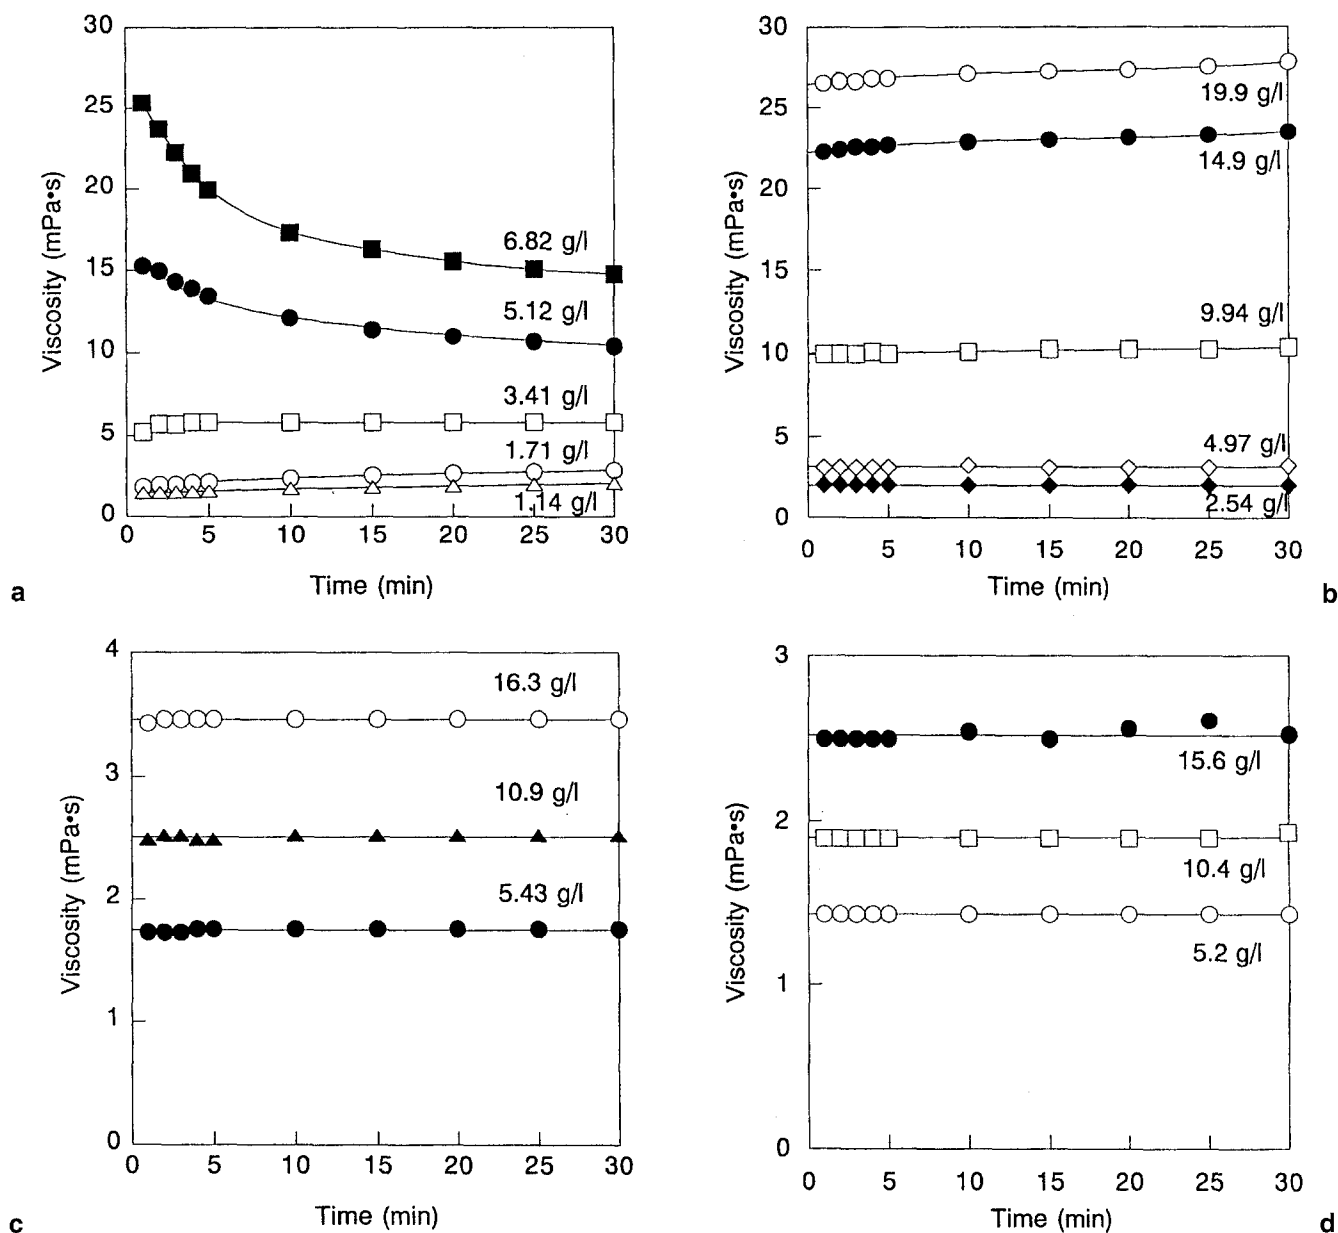 30
25
20
15
10
5
0
Viscosity (mPa•s)
6.82 g/l
5.12 g/l
3.41 g/l
1.71 g/l
1.14 g/l
0 5 10 15 20 25 30
Time (min)
a
30
25
20
15
10
5
0
Viscosity (mPa•s)
19.9 g/l
14.9 g/l
9.94 g/l
4.97 g/l
2.54 g/l
0 5 10 15 20 25 30
Time (min)
b
4
3
2
1
0
Viscosity (mPa•s)
16.3 g/l
10.9 g/l
5.43 g/l
0 5 10 15 20 25 30
Time (min)
c
3
2
1
0
Viscosity (mPa•s)
15.6 g/l
10.4 g/l
5.2 g/l
0 5 10 15 20 25 30
Time (min)
d